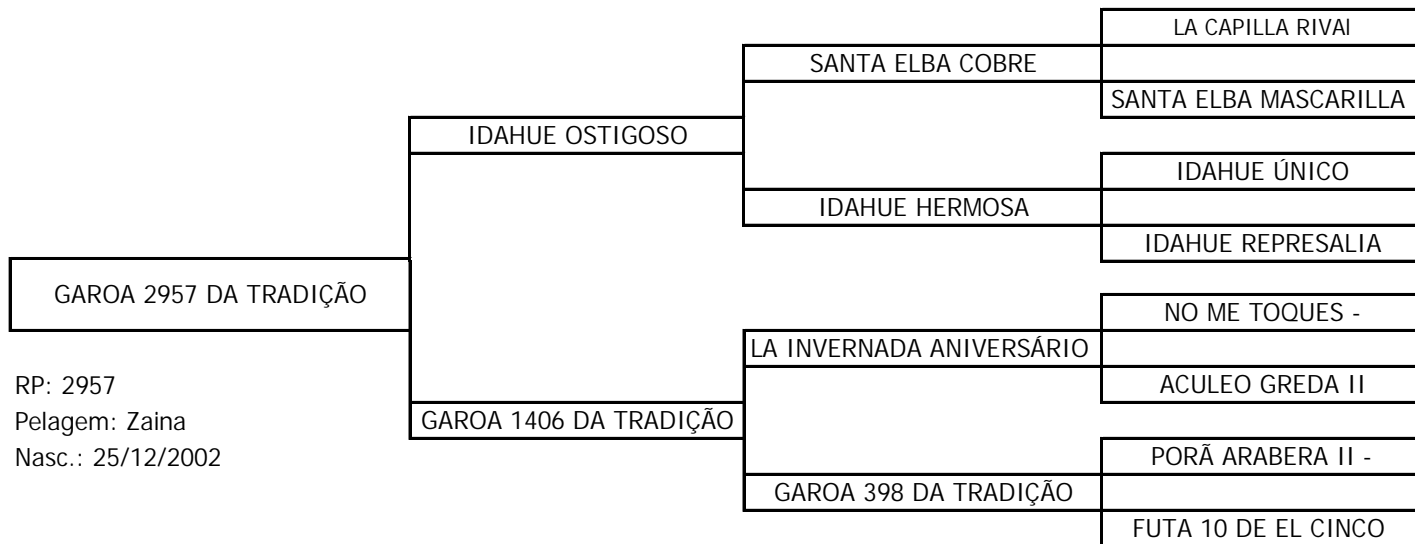 LA CAPILLA RIVAI
SANTA ELBA COBRE
SANTA ELBA MASCARILLA
IDAHUE OSTIGOSO
IDAHUE ÚNICO
IDAHUE HERMOSA
IDAHUE REPRESALIA
GAROA 2957 DA TRADIÇÃO
NO ME TOQUES -
LA INVERNADA ANIVERSÁRIO
ACULEO GREDA II
RP: 2957
Pelagem: Zaina
GAROA 1406 DA TRADIÇÃO
Nasc.: 25/12/2002
PORÃ ARABERA II -
GAROA 398 DA TRADIÇÃO
FUTA 10 DE EL CINCO